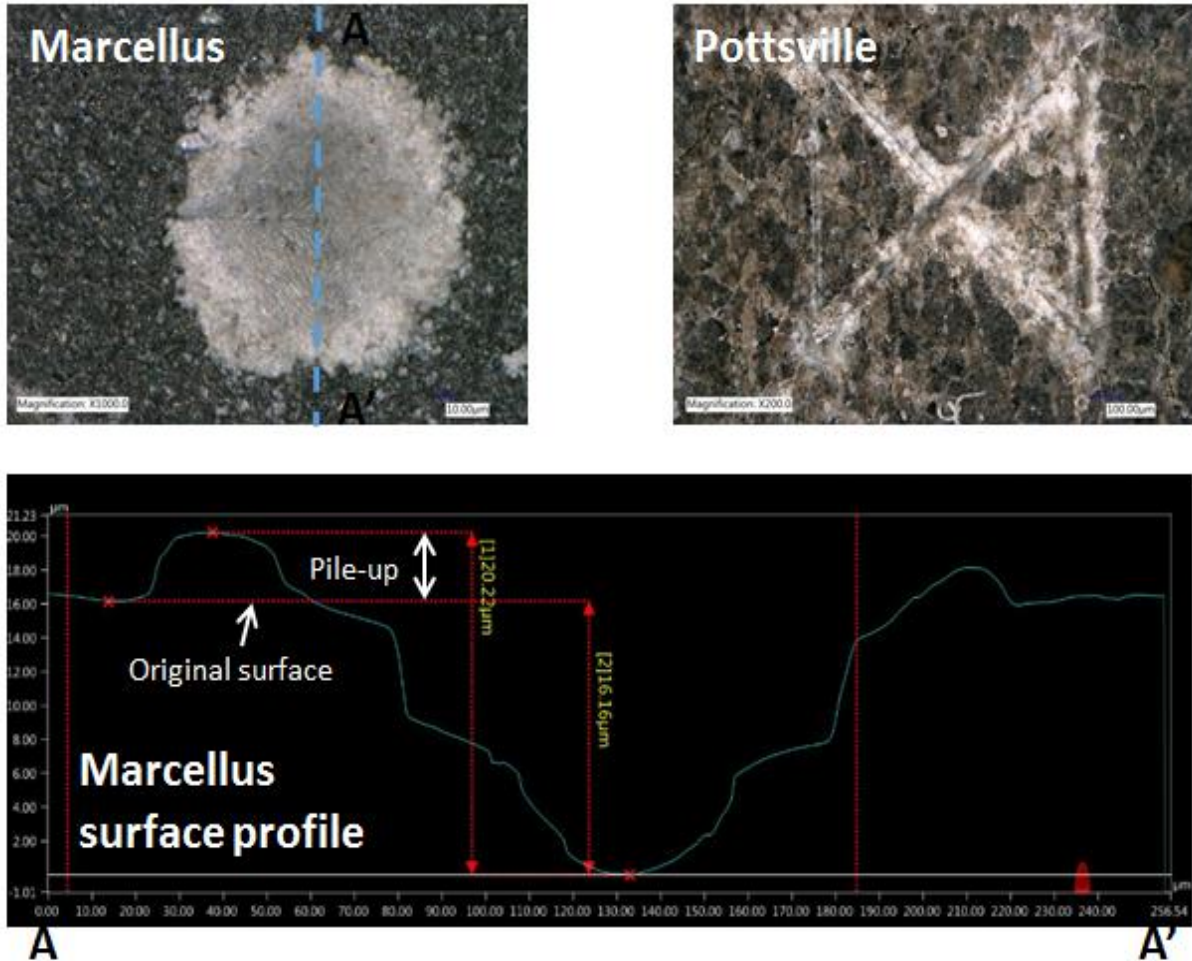 Marcellus
A
A'
Magnification: X1000.0
10.00µm
Pottsville
Magnification: X200.0
100.00µm
µm
21.23
20.00
18.00
16.00
14.00
12.00
10.00
8.00
6.00
4.00
2.00
-1.01
Pile-up
[1]20.22µm
Original surface
[2]16.16µm
Marcellus
surface profile
µm
0.00 10.00 20.00 30.00 40.00 50.00 60.00 70.00 80.00 90.00 100.00 110.00 120.00 130.00 140.00 150.00 160.00 170.00 180.00 190.00 200.00 210.00 220.00 230.00 240.00 256.54
A A'